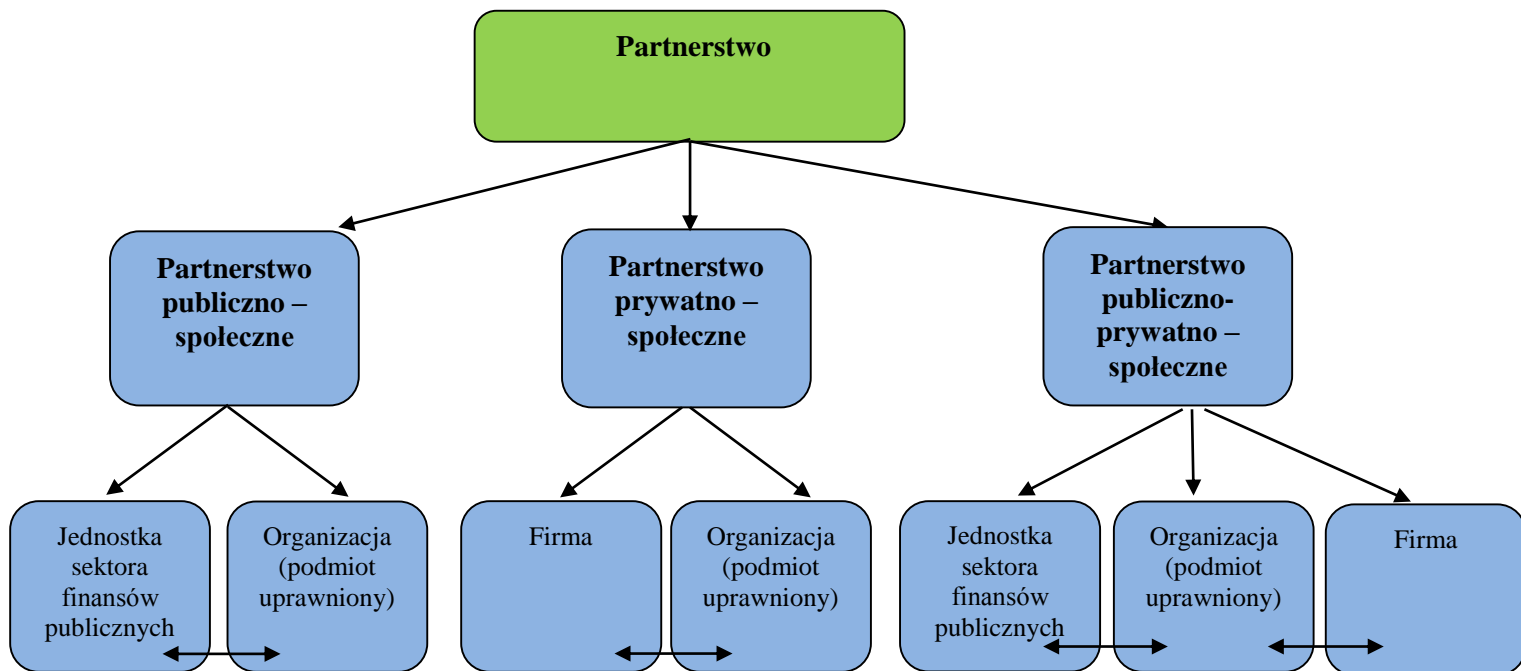 Partnerstwo
Partnerstwo
publiczno –
społeczne
Partnerstwo
prywatno –
społeczne
Partnerstwo
publiczno-
prywatno –
społeczne
Jednostka
sektora
finansów
publicznych
Organizacja
(podmiot
uprawniony)
Firma
Organizacja
(podmiot
uprawniony)
Jednostka
sektora
finansów
publicznych
Organizacja
(podmiot
uprawniony)
Firma